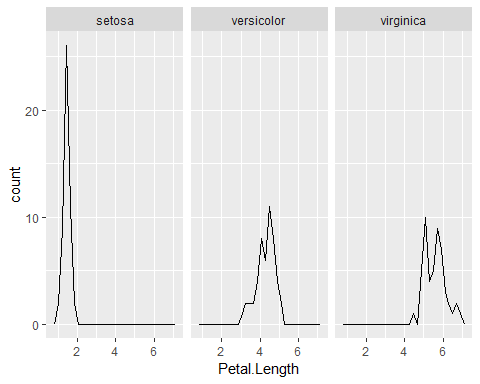 setosa versicolor virginica
20
10
0
count
2 4 6 2 4 6 2 4 6
Petal.Length